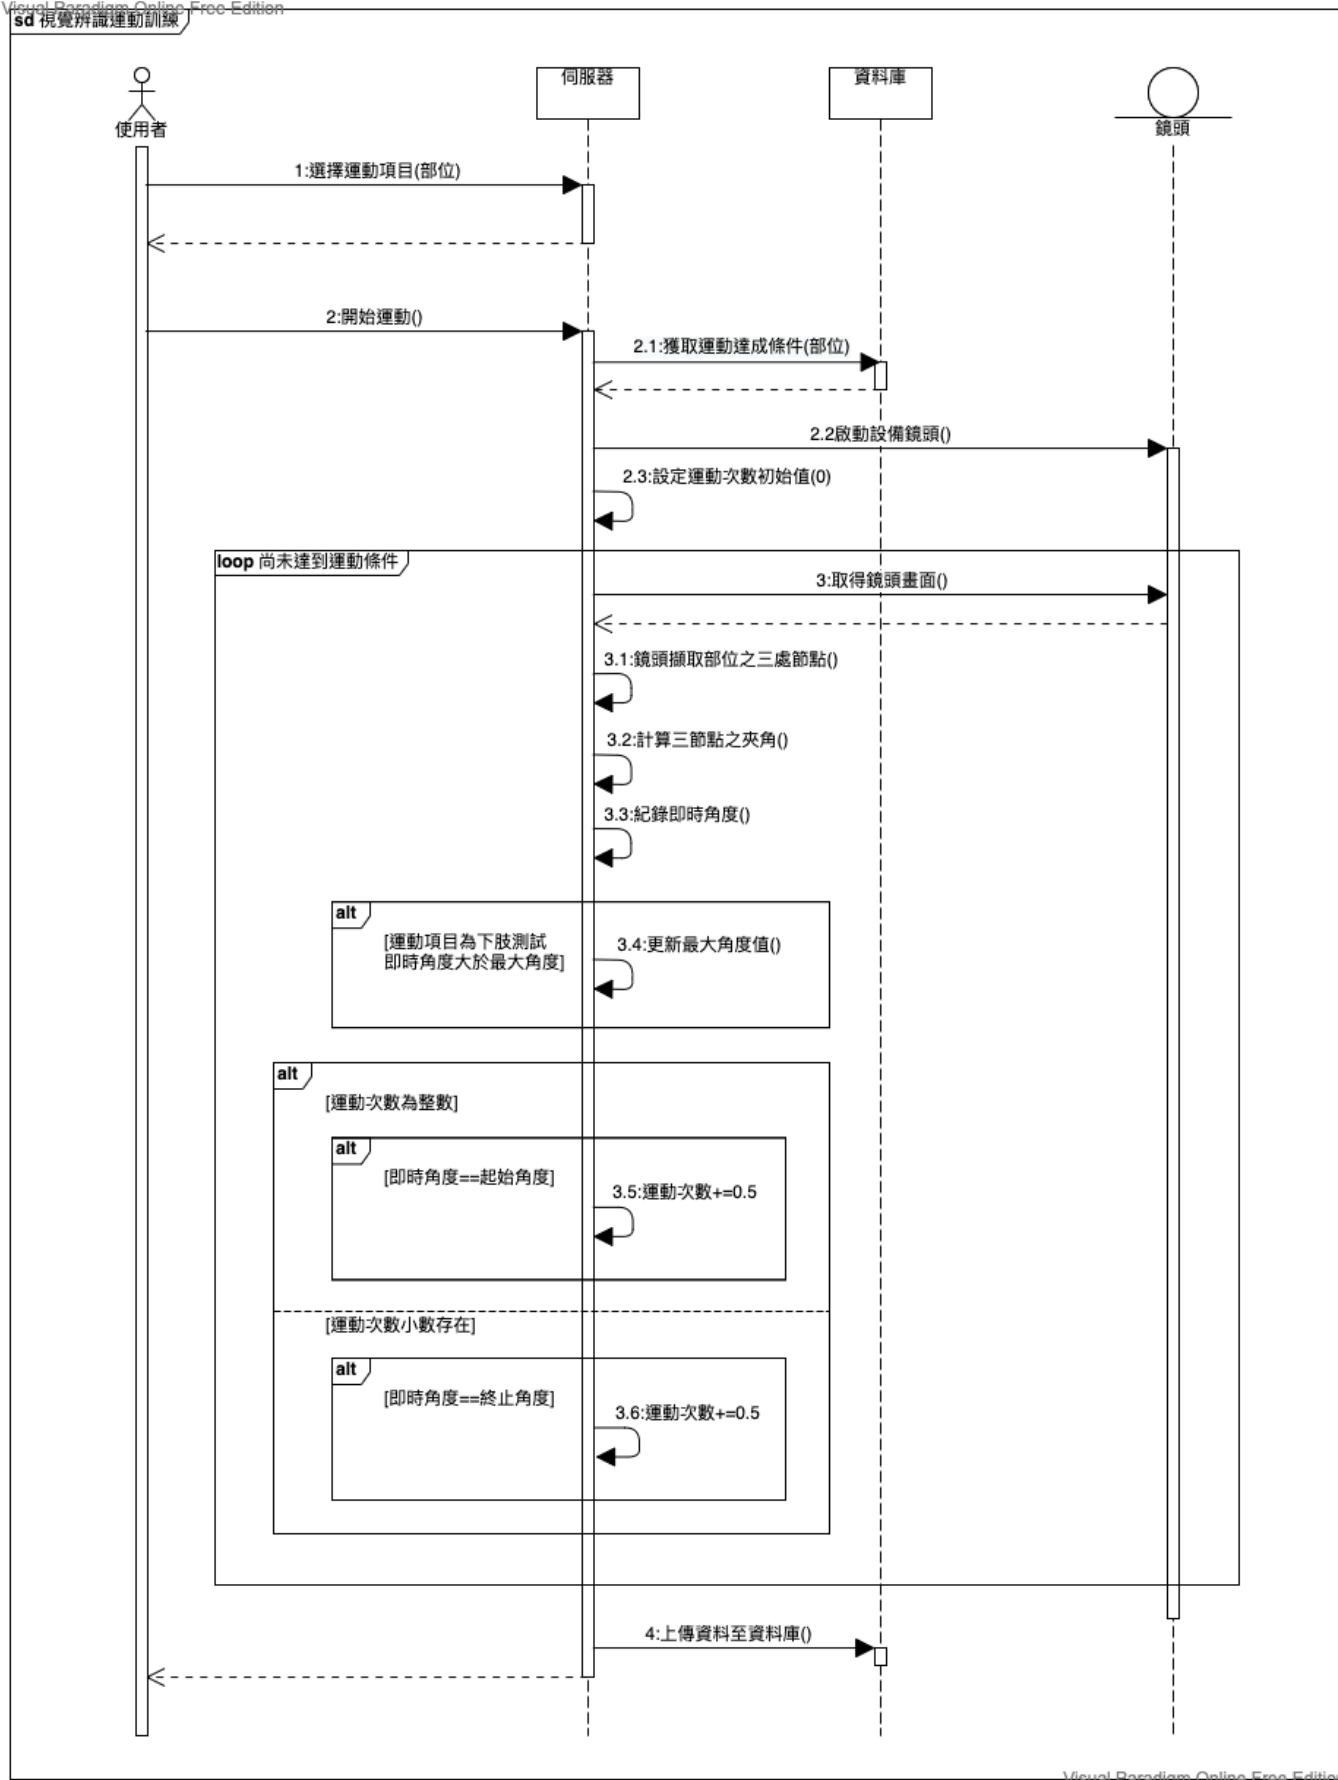 Visual Paradigm Online Free Edition
sd 視覺辨識運動訓練
使用者
伺服器
資料庫
鏡頭
1:選擇運動項目(部位)
2:開始運動()
2.1:獲取運動達成條件(部位)
2.2啟動設備鏡頭()
2.3:設定運動次數初始值(0)
loop 尚未達到運動條件
3:取得鏡頭畫面()
3.1:鏡頭擷取部位之三處節點()
3.2:計算三節點之夾角()
3.3:紀錄即時角度()
alt
[運動項目為下肢測試
即時角度大於最大角度]
3.4:更新最大角度值()
alt
[運動次數為整數]
alt
[即時角度==起始角度]
3.5:運動次數+=0.5
[運動次數小數存在]
alt
[即時角度==終止角度]
3.6:運動次數+=0.5
4:上傳資料至資料庫()
Visual Paradigm Online Free Editio